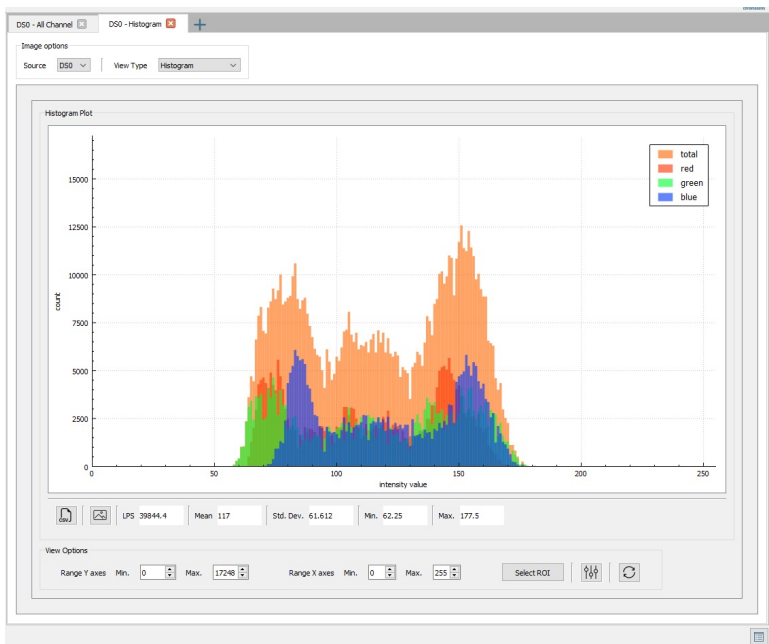 DS0 - All Channel DS0 - Histogram
Image options
Source DS0 View Type Histogram
Histogram Plot
total
red
green
blue
15000
12500
10000
7500
5000
2500
0
count
0 50 100 150 200 250
intensity value
CSV LPS 39844.4 Mean 117 Std. Dev. 61.612 Min. 62.25 Max. 177.5
View Options
Range Y axes Min. 0 Max. 17248 Range X axes Min. 0 Max. 255 Select ROI